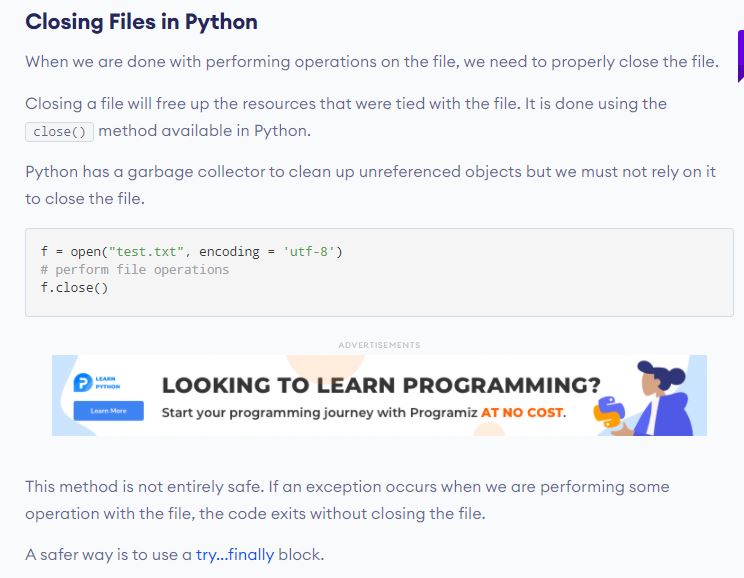 Closing Files in Python
When we are done with performing operations on the file, we need to properly close the file.
Closing a file will free up the resources that were tied with the file. It is done using the
close() method available in Python.
Python has a garbage collector to clean up unreferenced objects but we must not rely on it
to close the file.
f = open("test.txt", encoding = 'utf-8')
# perform file operations
f.close()
ADVERTISEMENTS
LEARN
PYTHON
Learn More
LOOKING TO LEARN PROGRAMMING?
Start your programming journey with Programiz AT NO COST.
This method is not entirely safe. If an exception occurs when we are performing some
operation with the file, the code exits without closing the file.
A safer way is to use a try...finally block.